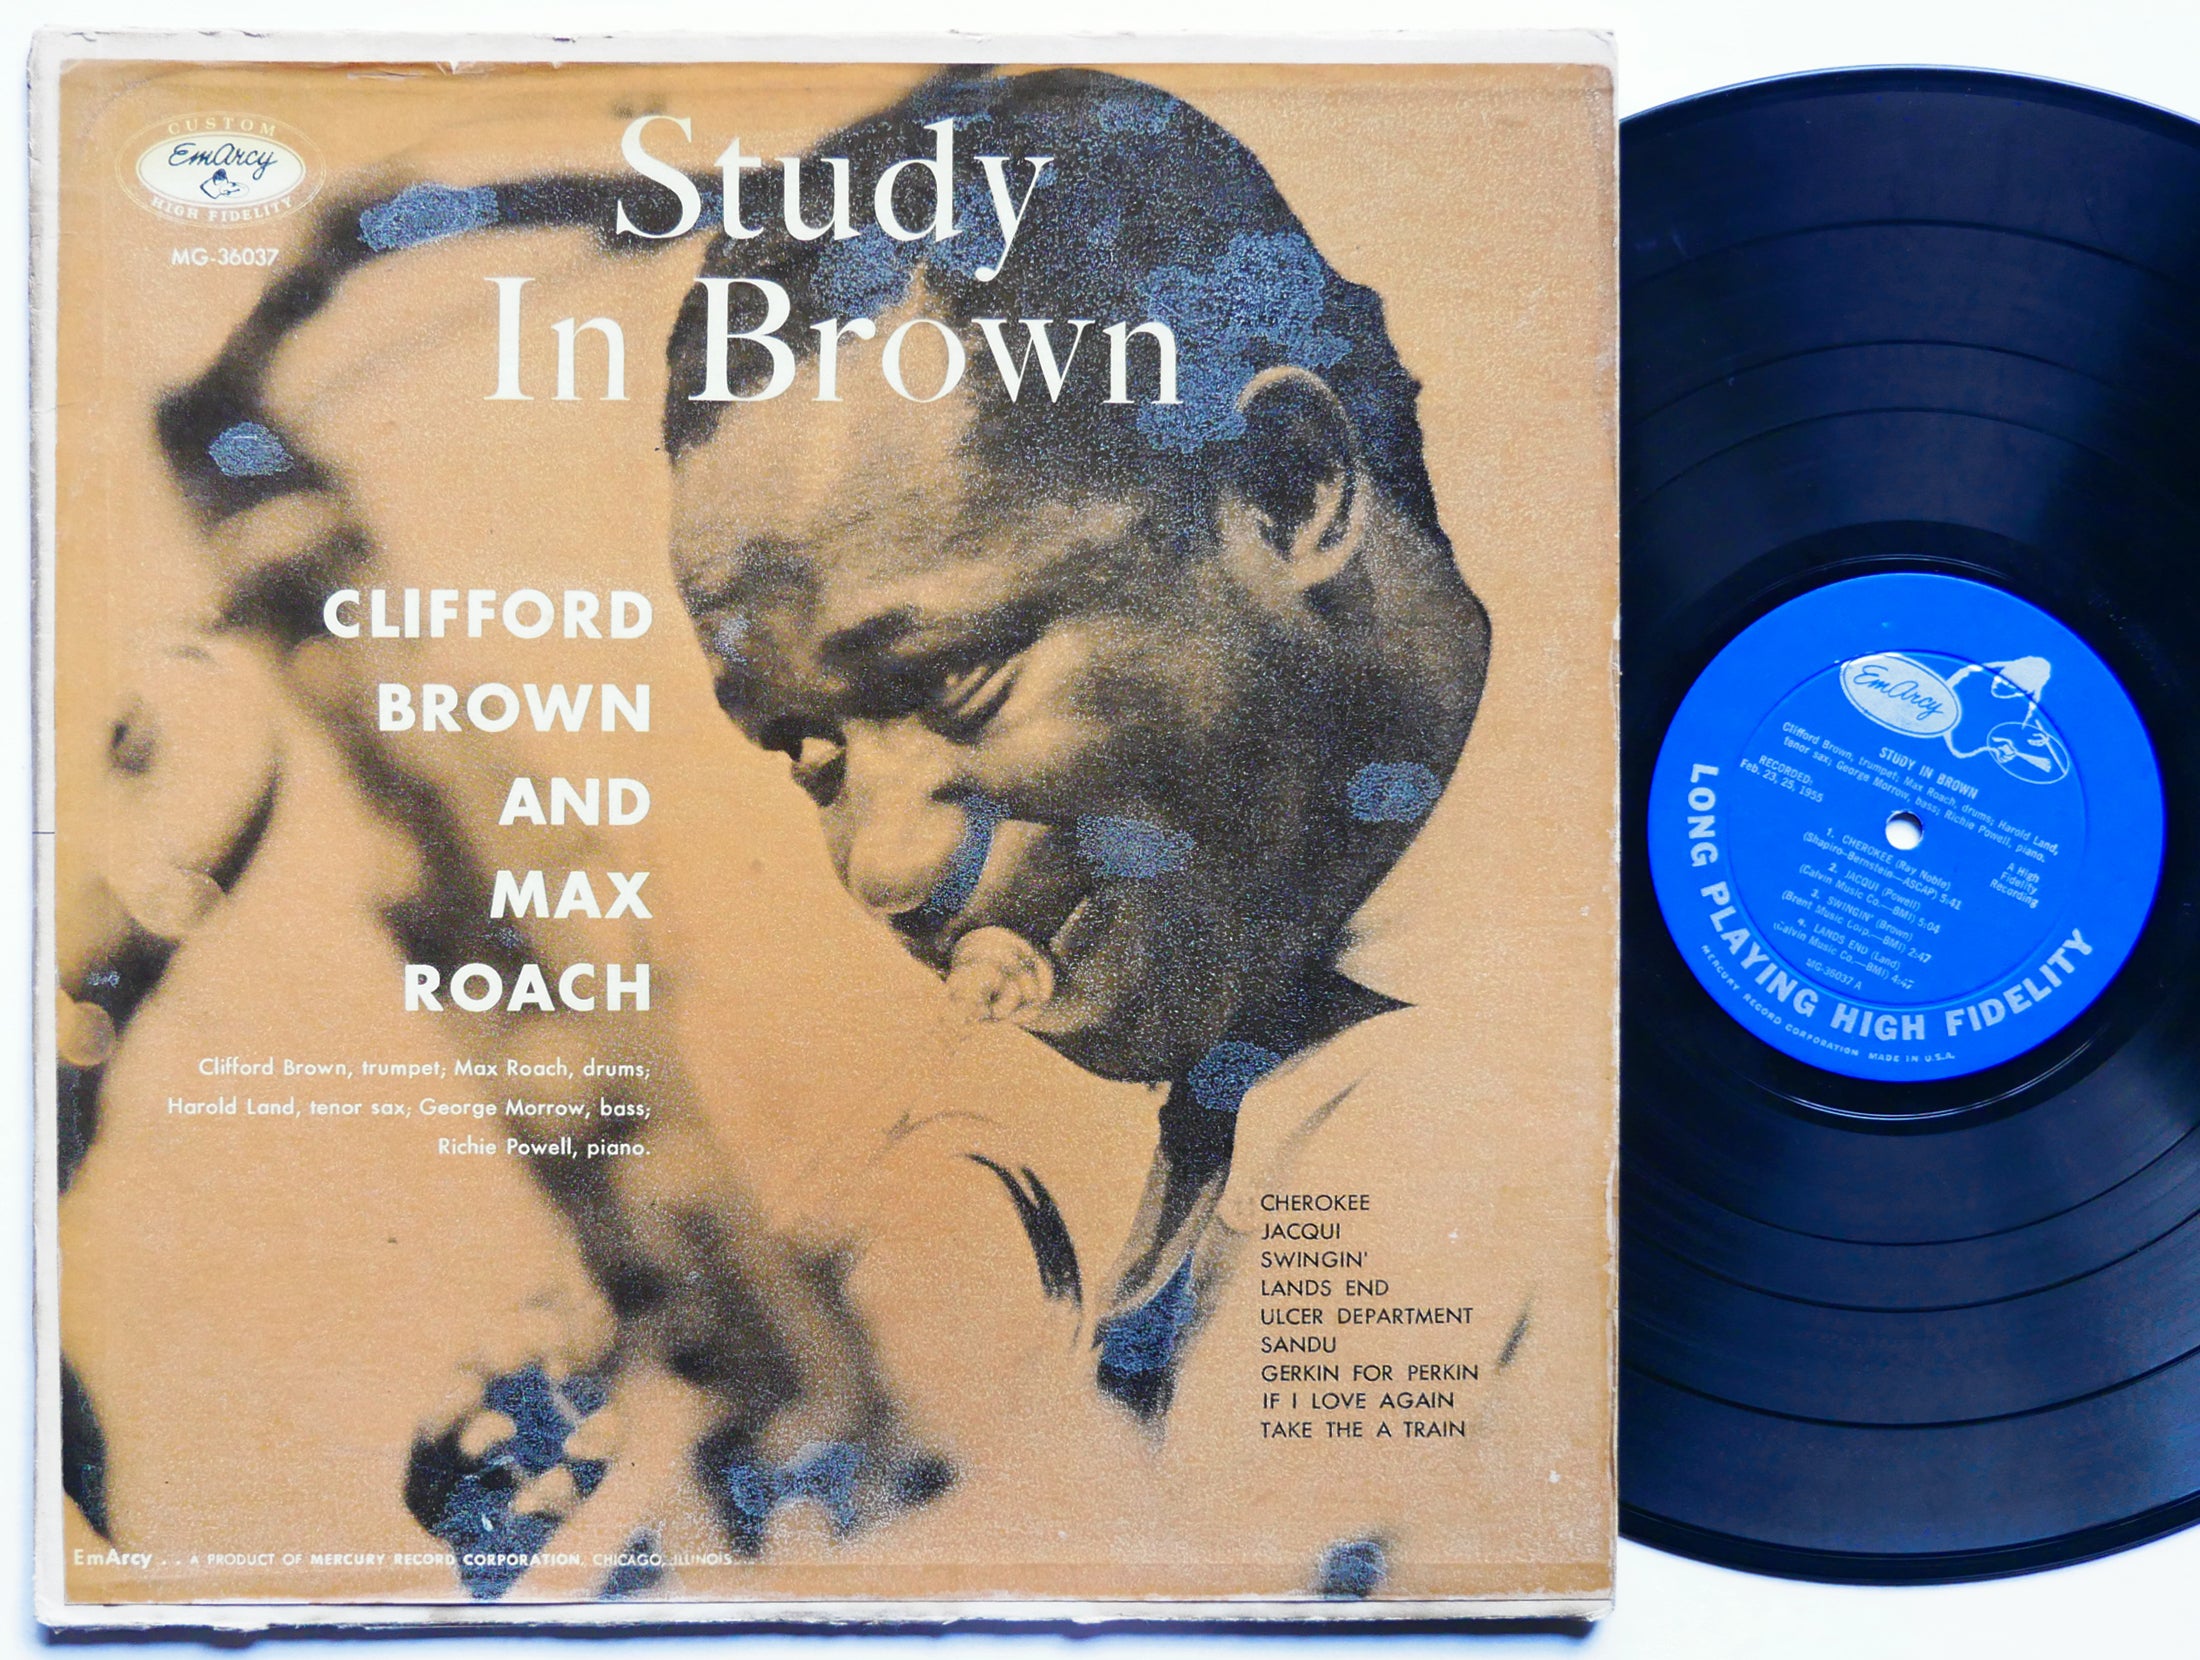 CUSTOM
EmArcy
HIGH FIDELITY
MG-36037
Study
In Brown
CLIFFORD
BROWN
AND
MAX
ROACH
Clifford Brown, trumpet; Max Roach, drums;
Harold Land, tenor sax; George Morrow, bass;
Richie Powell, piano.
CHEROKEE
JACQUI
SWINGIN'
LANDS END
ULCER DEPARTMENT
SANDU
GERKIN FOR PERKIN
IF I LOVE AGAIN
TAKE THE A TRAIN
EmArcy . . A PRODUCT OF MERCURY RECORD CORPORATION, CHICAGO, ILLINOIS
EmArcy
STUDY IN BROWN
Clifford Brown, trumpet; Max Roach, drums; Harold Land,
tenor sax; George Morrow, bass; Richie Powell, piano.
RECORDED:
Feb. 23, 25, 1955
A High
Fidelity
Recording
1. CHEROKEE (Ray Noble)
(Shapiro-Bernstein—ASCAP) 5:41
2. JACQUI (Powell)
(Calvin Music Co.—BMI) 5:04
3. SWINGIN' (Brown)
(Brent Music Corp.—BMI) 2:47
4. LANDS END (Land)
(Calvin Music Co.—BMI) 4:47
MG-36037 A
LONG PLAYING HIGH FIDELITY
MERCURY RECORD CORPORATION MADE IN U.S.A.